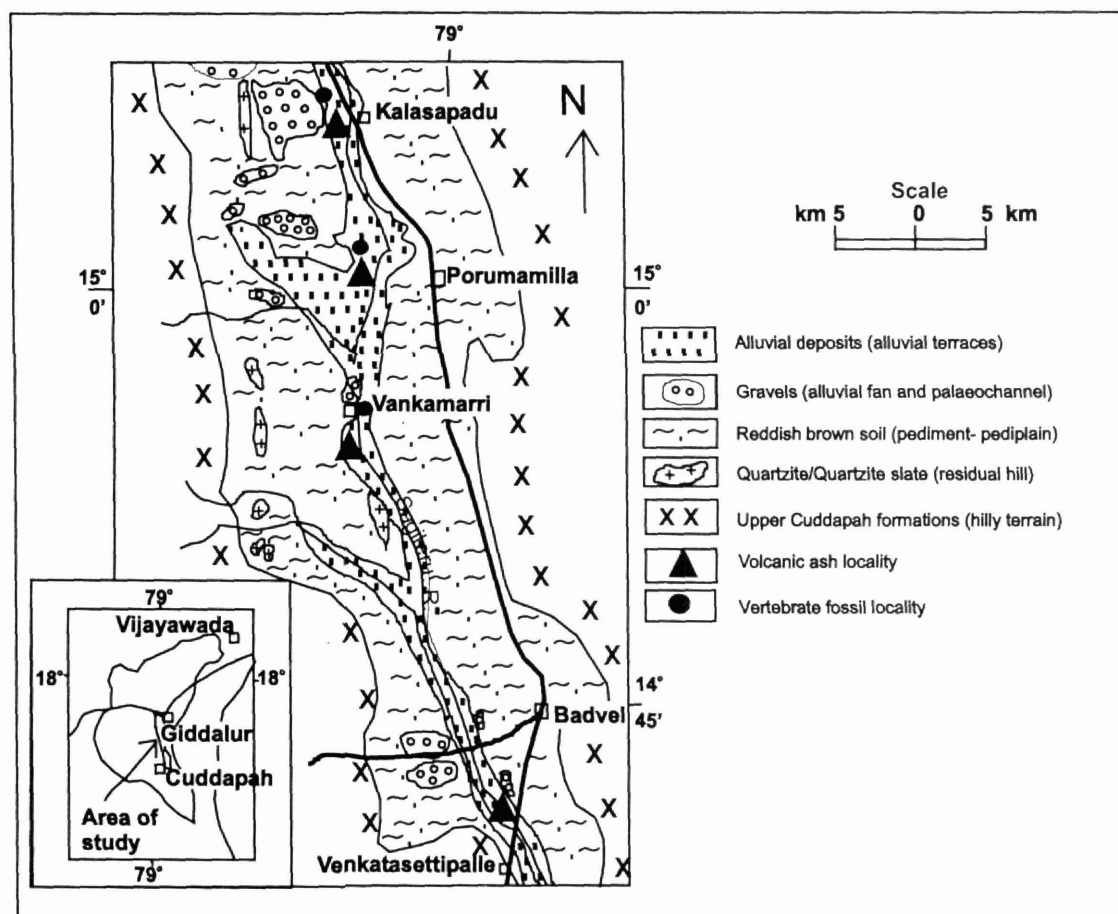 79°
N
Kalasapadu
Scale
km 5 0 5 km
15°
0'
Porumamilla
15°
0'
Vankamarri
Alluvial deposits (alluvial terraces)
Gravels (alluvial fan and palaeochannel)
Reddish brown soil (pediment- pediplain)
Quartzite/Quartzite slate (residual hill)
Upper Cuddapah formations (hilly terrain)
Volcanic ash locality
Vertebrate fossil locality
14°
45'
Badvel
Venkatasettipalle
79°
Vijayawada
18°
18°
Giddalur
Cuddapah
Area of
study
79°